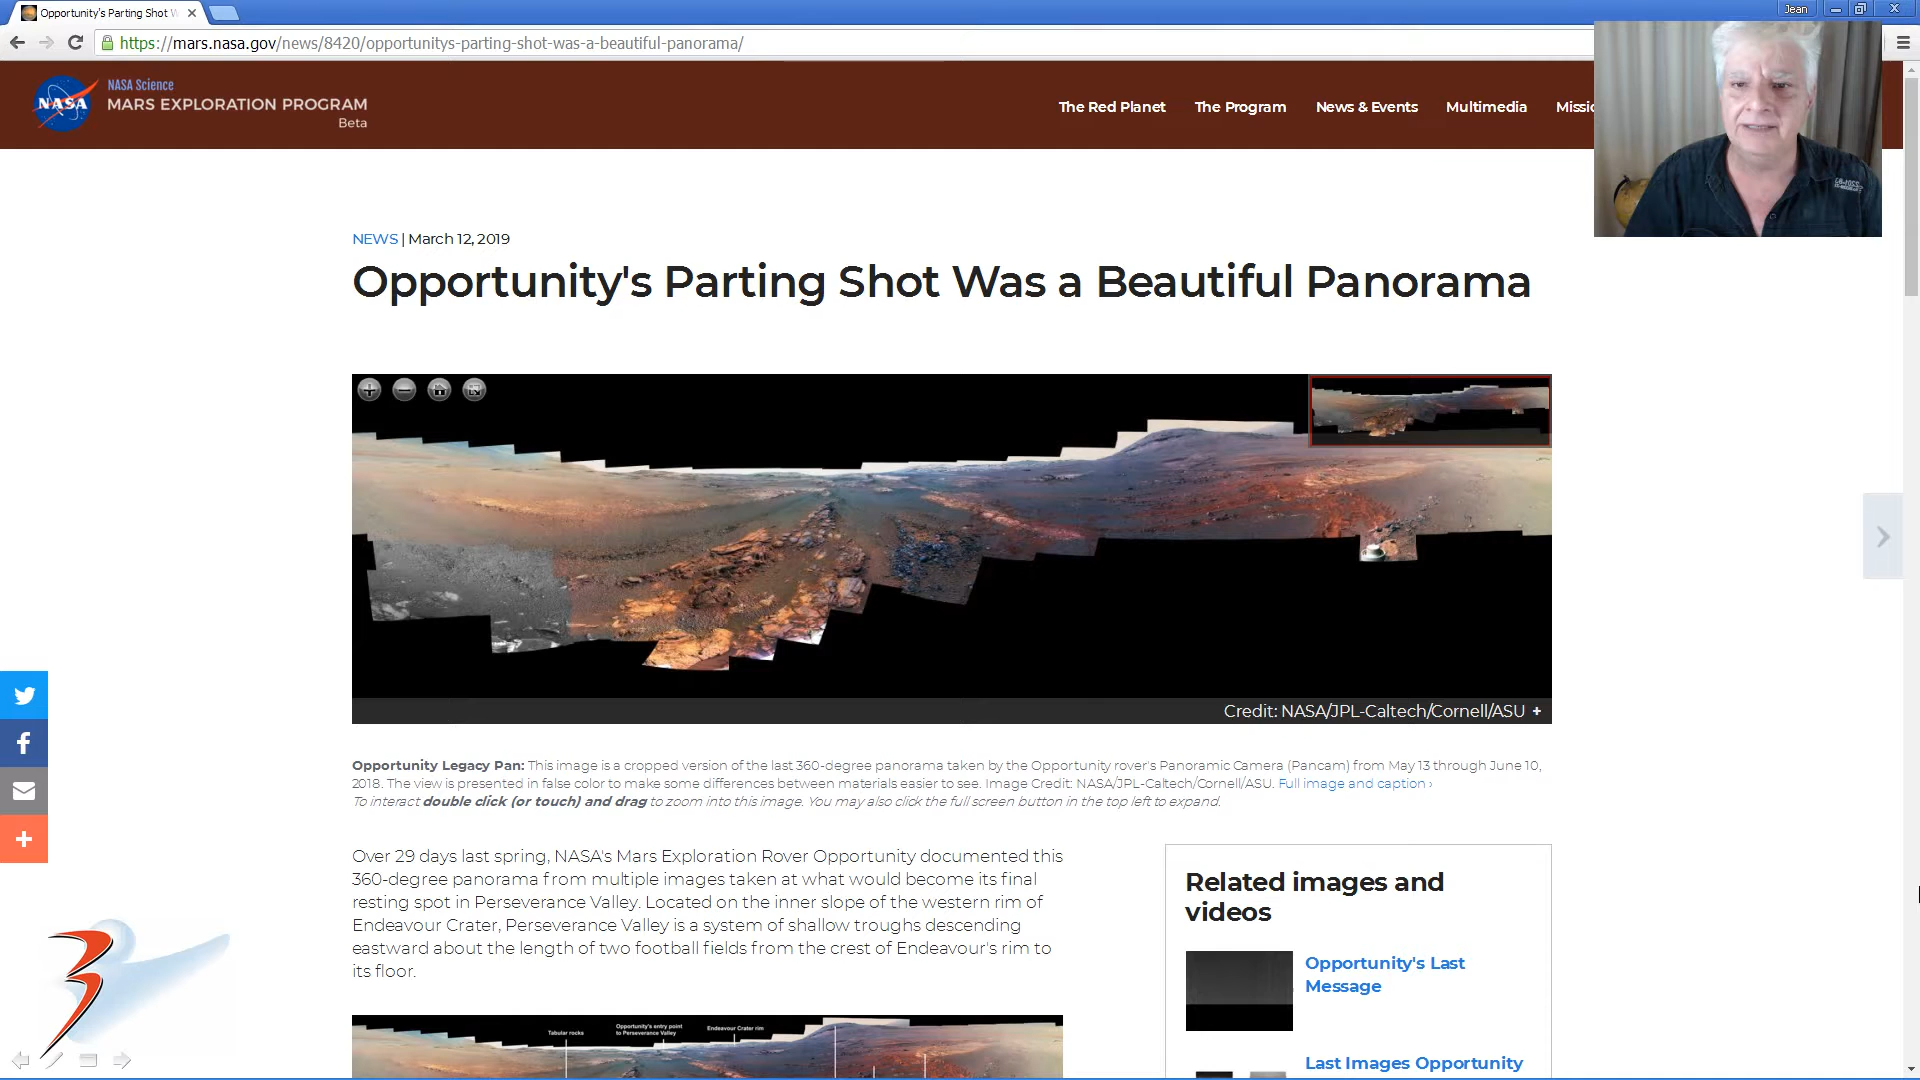 Opportunity's Parting Shot W
Jean
https://mars.nasa.gov/news/8420/opportunitys-parting-shot-was-a-beautiful-panorama/
NASA
NASA Science
MARS EXPLORATION PROGRAM
Beta
The Red Planet
The Program
News & Events
Multimedia
Missio
NEWS | March 12, 2019
Opportunity's Parting Shot Was a Beautiful Panorama
Credit: NASA/JPL-Caltech/Cornell/ASU +
Opportunity Legacy Pan: This image is a cropped version of the last 360-degree panorama taken by the Opportunity rover's Panoramic Camera (Pancam) from May 13 through June 10,
2018. The view is presented in false color to make some differences between materials easier to see. Image Credit: NASA/JPL-Caltech/Cornell/ASU. Full image and caption ›
To interact double click (or touch) and drag to zoom into this image. You may also click the full screen button in the top left to expand.
Over 29 days last spring, NASA's Mars Exploration Rover Opportunity documented this
360-degree panorama from multiple images taken at what would become its final
resting spot in Perseverance Valley. Located on the inner slope of the western rim of
Endeavour Crater, Perseverance Valley is a system of shallow troughs descending
eastward about the length of two football fields from the crest of Endeavour's rim to
its floor.
Related images and
videos
Opportunity's Last
Message
Last Images Opportunity
Tabular rocks
Opportunity's entry point
to Perseverance Valley
Endeavour Crater rim